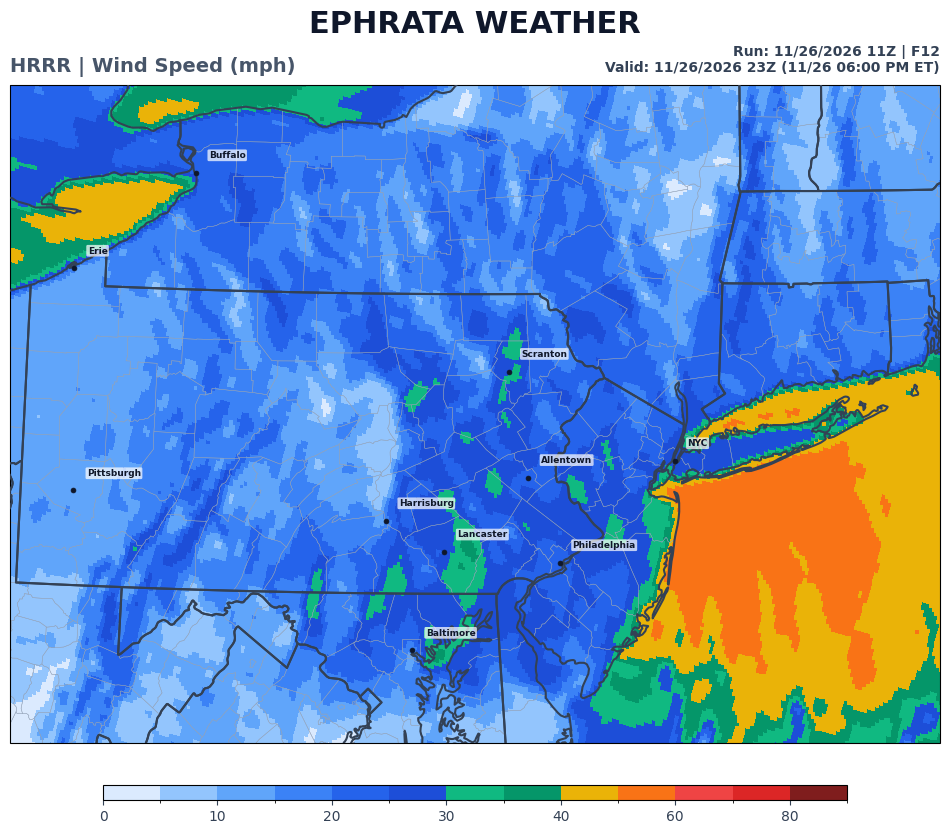 EPHRATA WEATHER
Run: 11/26/2026 11Z | F12
HRRR | Wind Speed (mph)
Valid: 11/26/2026 23Z (11/26 06:00 PM ET)
Buffalo
Erie
Scranton
NYC
Allentown
Pittsburgh
Harrisburg
Lancaster
Philadelphia
Baltimore
0 10 20 30 40 50 60 70 80